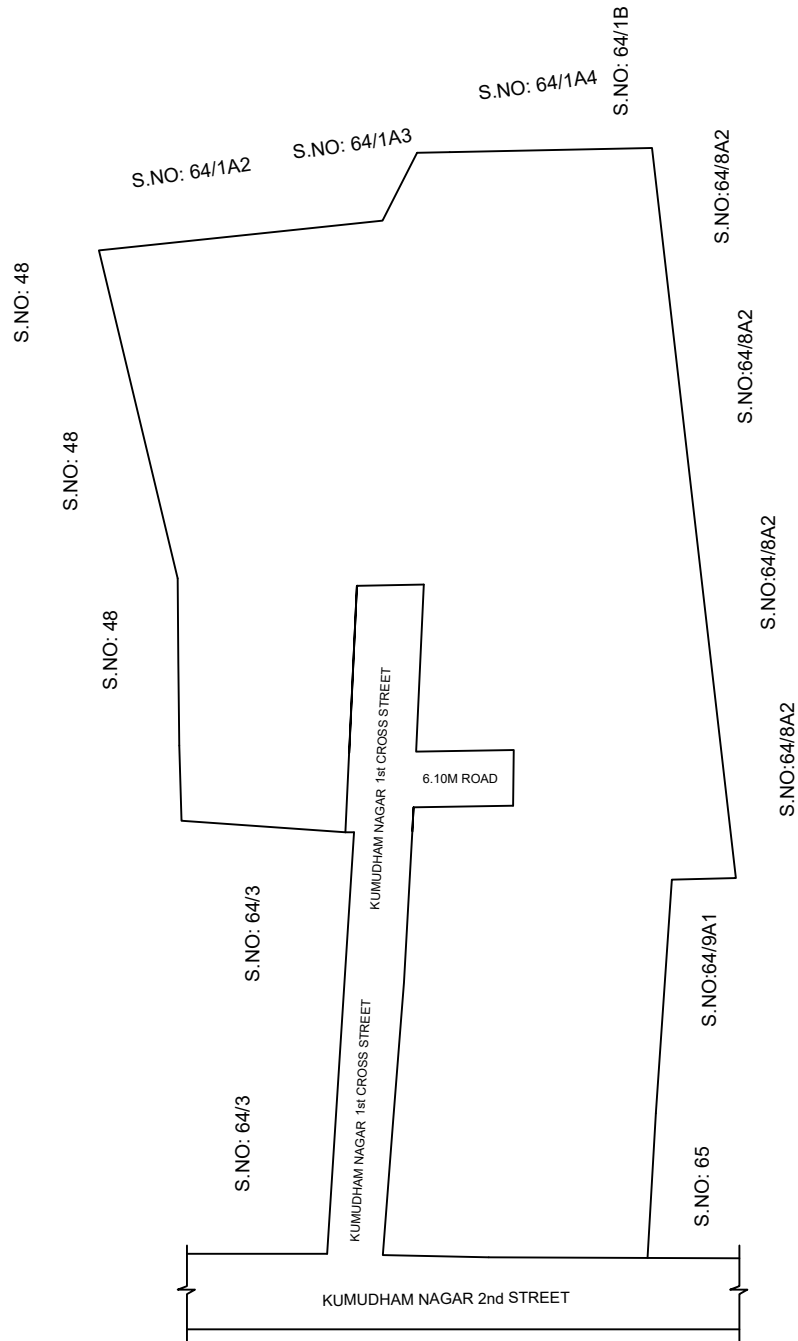 S.NO: 64/1B
S.NO: 64/1A4
S.NO: 64/1A3
S.NO: 64/1A2
S.NO:64/8A2
S.NO: 48
S.NO:64/8A2
S.NO: 48
S.NO:64/8A2
S.NO: 48
KUMUDHAM NAGAR 1st CROSS STREET
6.10M ROAD
S.NO:64/8A2
S.NO: 64/3
S.NO:64/9A1
KUMUDHAM NAGAR 1st CROSS STREET
S.NO: 64/3
S.NO: 65
KUMUDHAM NAGAR 2nd STREET